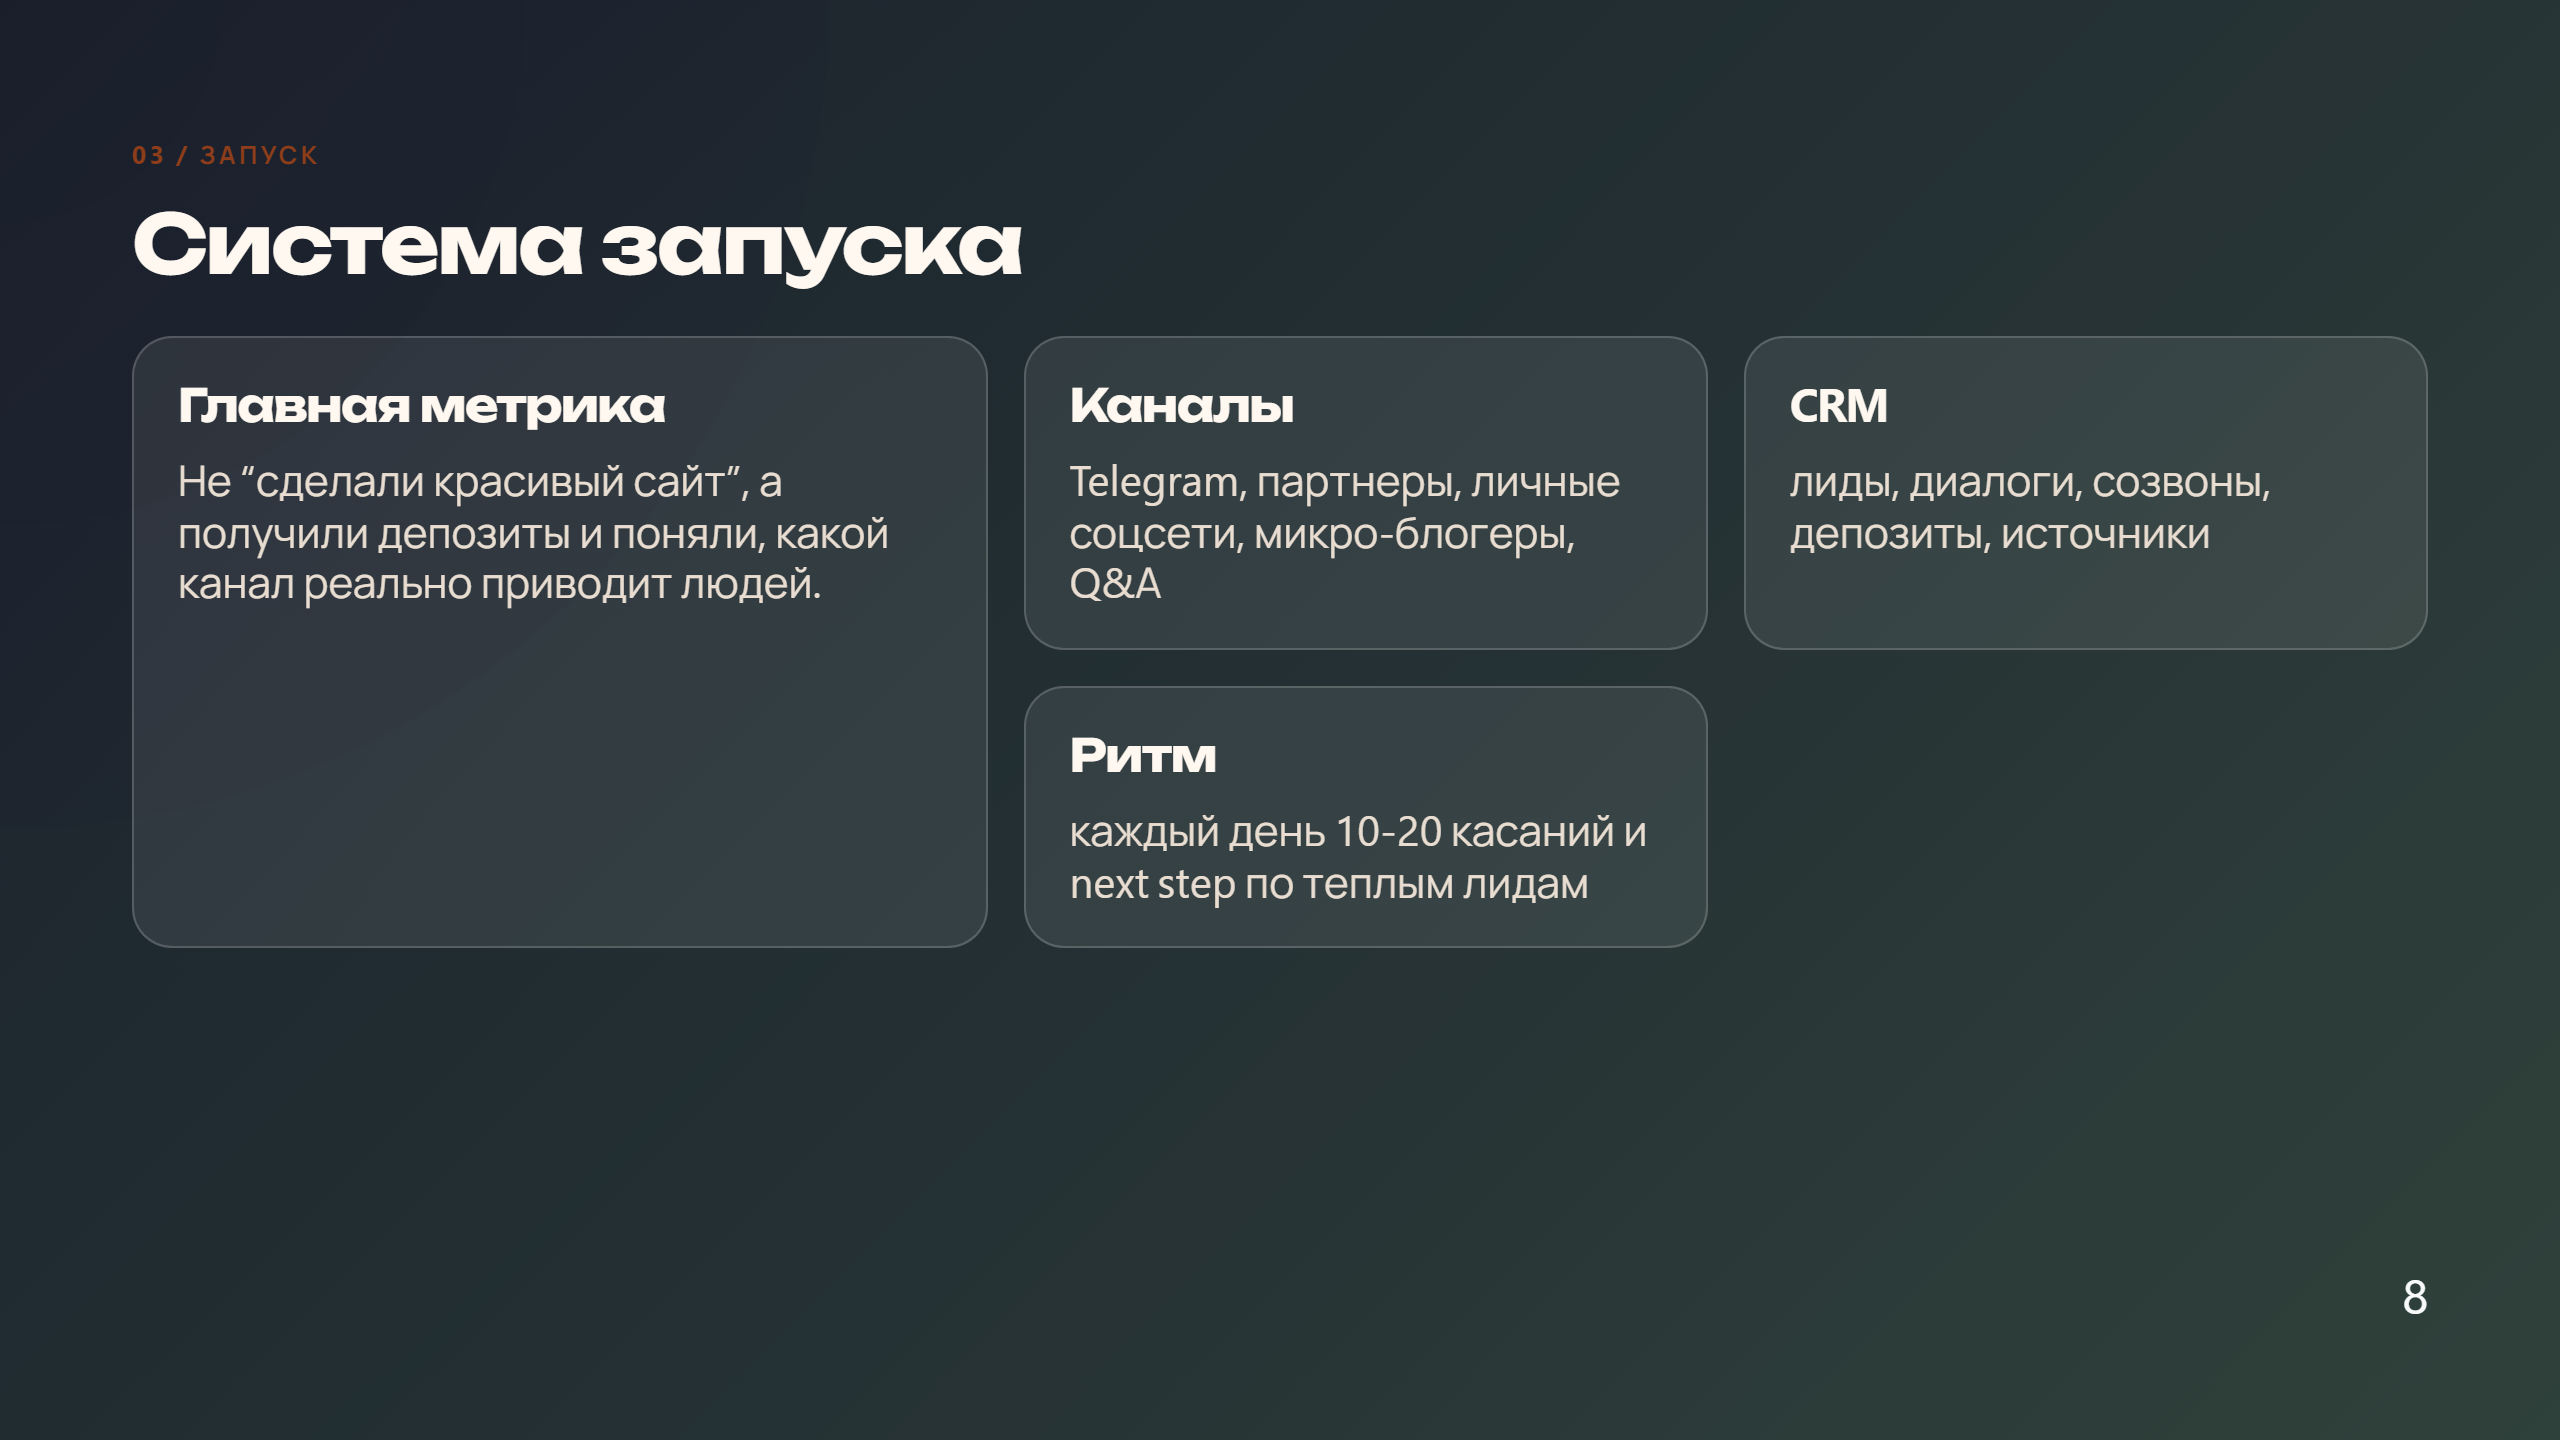 03 / ЗАПУСК
Система запуска
Главная метрика
Не “сделали красивый сайт”, а
получили депозиты и поняли, какой
канал реально приводит людей.
Каналы
Telegram, партнеры, личные
соцсети, микро-блогеры,
Q&A
CRM
лиды, диалоги, созвоны,
депозиты, источники
Ритм
каждый день 10-20 касаний и
next step по теплым лидам
8